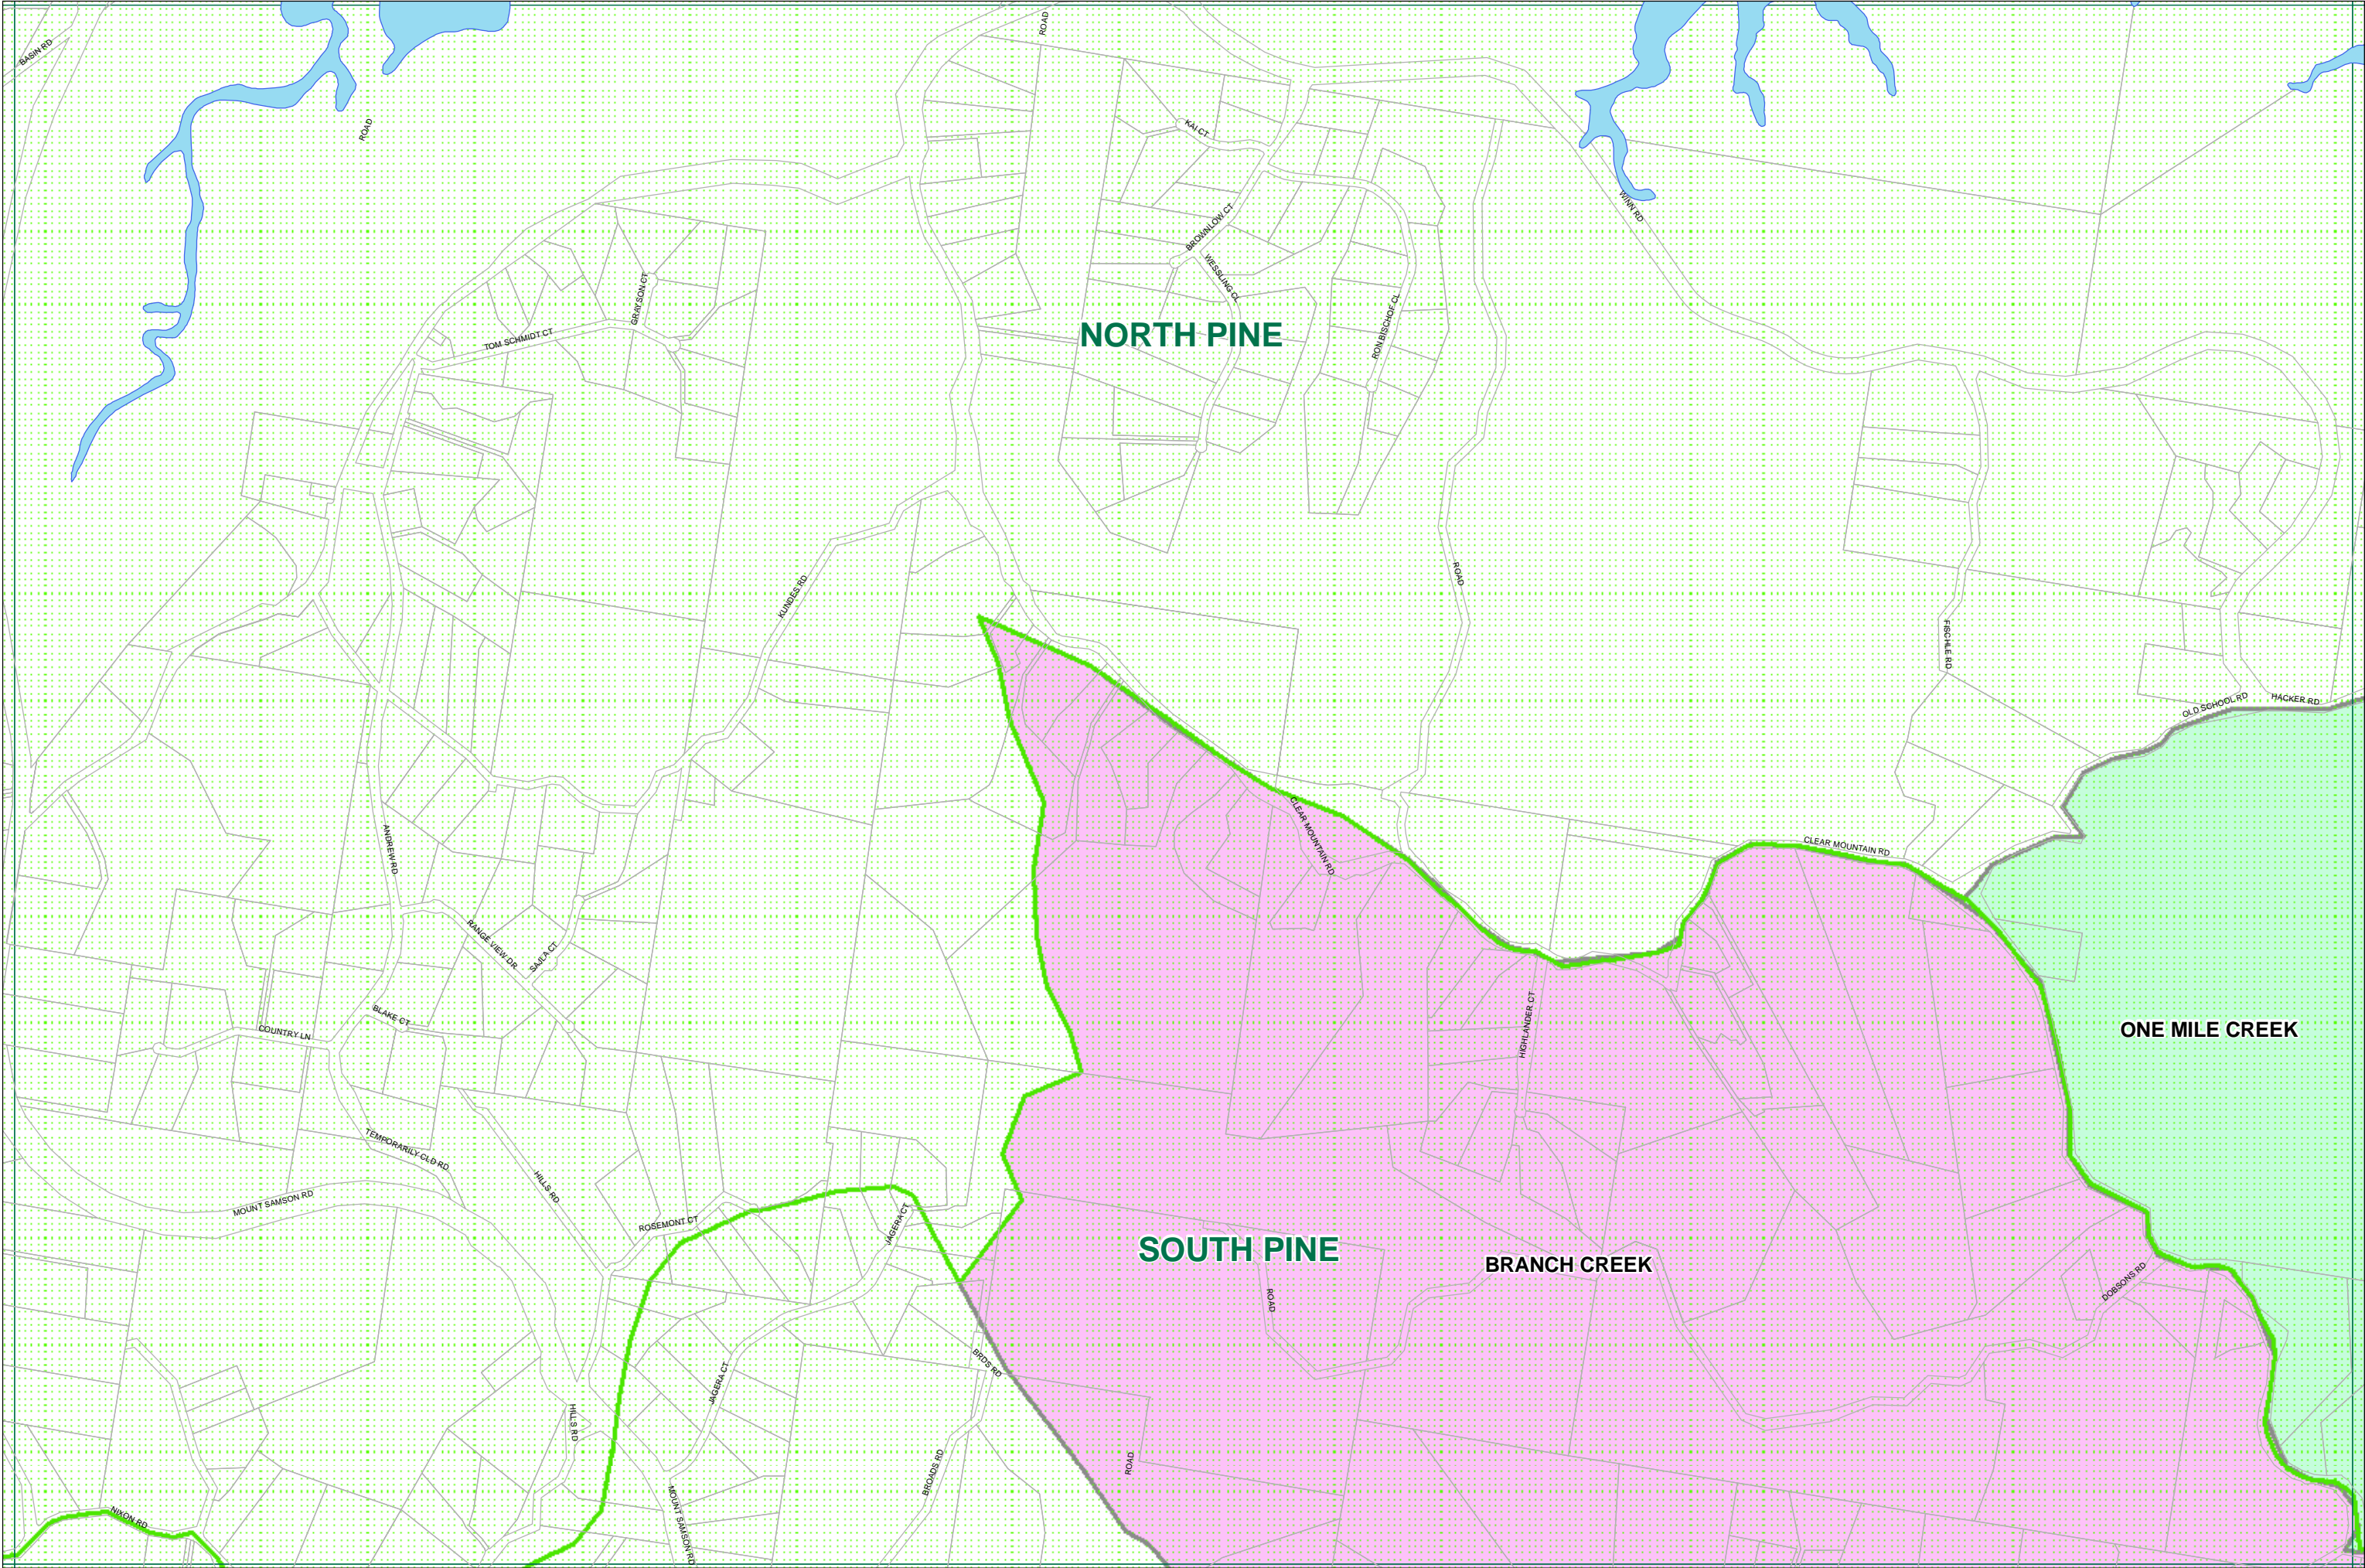 ROAD
BASIN RD
ROAD
KAI CT
WINN RD
BROWNLOW CT
WESSLING CL
GRAYSON CT
RON BISCHOF CL
TOM SCHMIDT CT
NORTH PINE
ROAD
KUNDES RD
FISCHLE RD
OLD SCHOOL RD
HACKER RD
CLEAR MOUNTAIN RD
CLEAR MOUNTAIN RD
ANDREW RD
RANGE VIEW DR
SAJLA CT
BLAKE CT
COUNTRY LN
HIGHLANDER CT
ONE MILE CREEK
TEMPORARILY CLD RD
HILLS RD
MOUNT SAMSON RD
ROSEMONT CT
JAGERA CT
SOUTH PINE
BRANCH CREEK
DOBSONS RD
ROAD
BRDS RD
JAGERA CT
HILLS RD
BROADS RD
ROAD
NIXON RD
MOUNT SAMSON RD